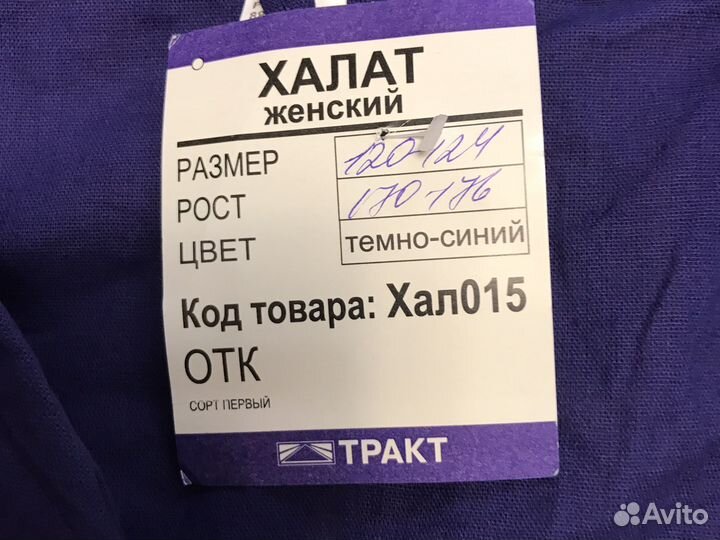 ХАЛАТ
женский
РАЗМЕР 120-124
РОСТ 170-176
ЦВЕТ темно-синий
Код товара: Хал015
ОТК
СОРТ ПЕРВЫЙ
ТРАКТ
Avito